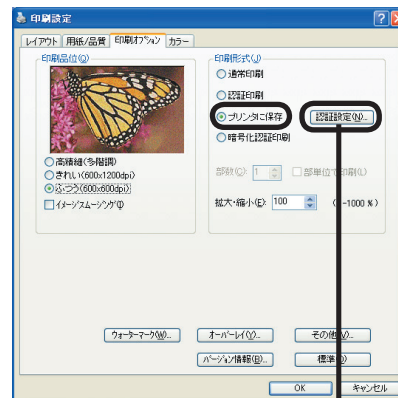 印刷設定
レイアウト 用紙/品質 印刷オプション カラー
印刷品位(Q)
高精細(多階調)
きれい(600x1200dpi)
ふつう(600x600dpi)
イメージスムージング(I)
印刷形式(J)
通常印刷
認証印刷
プリンタに保存 認証設定(N)...
暗号化認証印刷
部数(C): 1 部単位で印刷(L)
拡大・縮小(E): 100 (-1000 %)
ウォーターマーク(W)... オーバーレイ(Y)... その他(V)...
バージョン情報(B)... 標準(D)
OK キャンセル